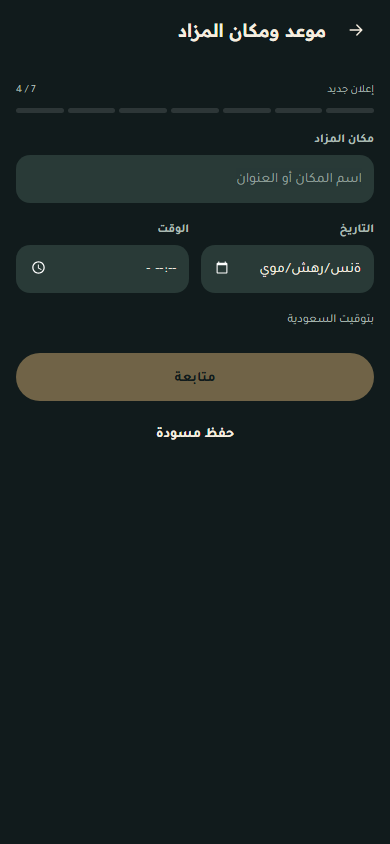 موعد ومكان المزاد
إعلان جديد
4 / 7
مكان المزاد
اسم المكان أو العنوان
التاريخ
الوقت
ةنس/رهش/موي
--:-- -
بتوقيت السعودية
متابعة
حفظ مسودة